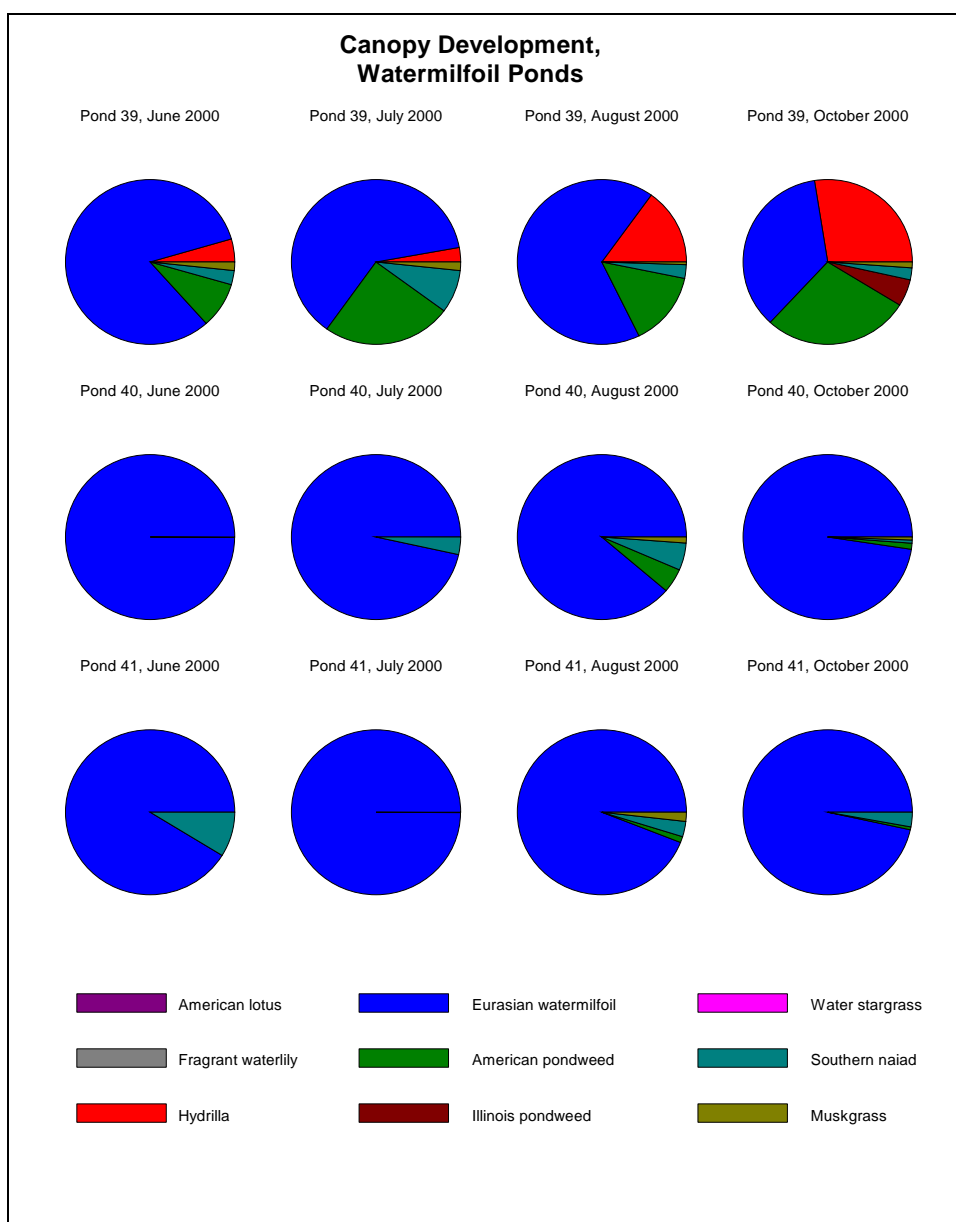 Canopy Development,
Watermilfoil Ponds
Pond 39, June 2000
Pond 39, July 2000
Pond 39, August 2000
Pond 39, October 2000
Pond 40, June 2000
Pond 40, July 2000
Pond 40, August 2000
Pond 40, October 2000
Pond 41, June 2000
Pond 41, July 2000
Pond 41, August 2000
Pond 41, October 2000
American lotus
Eurasian watermilfoil
Water stargrass
Fragrant waterlily
American pondweed
Southern naiad
Hydrilla
Illinois pondweed
Muskgrass